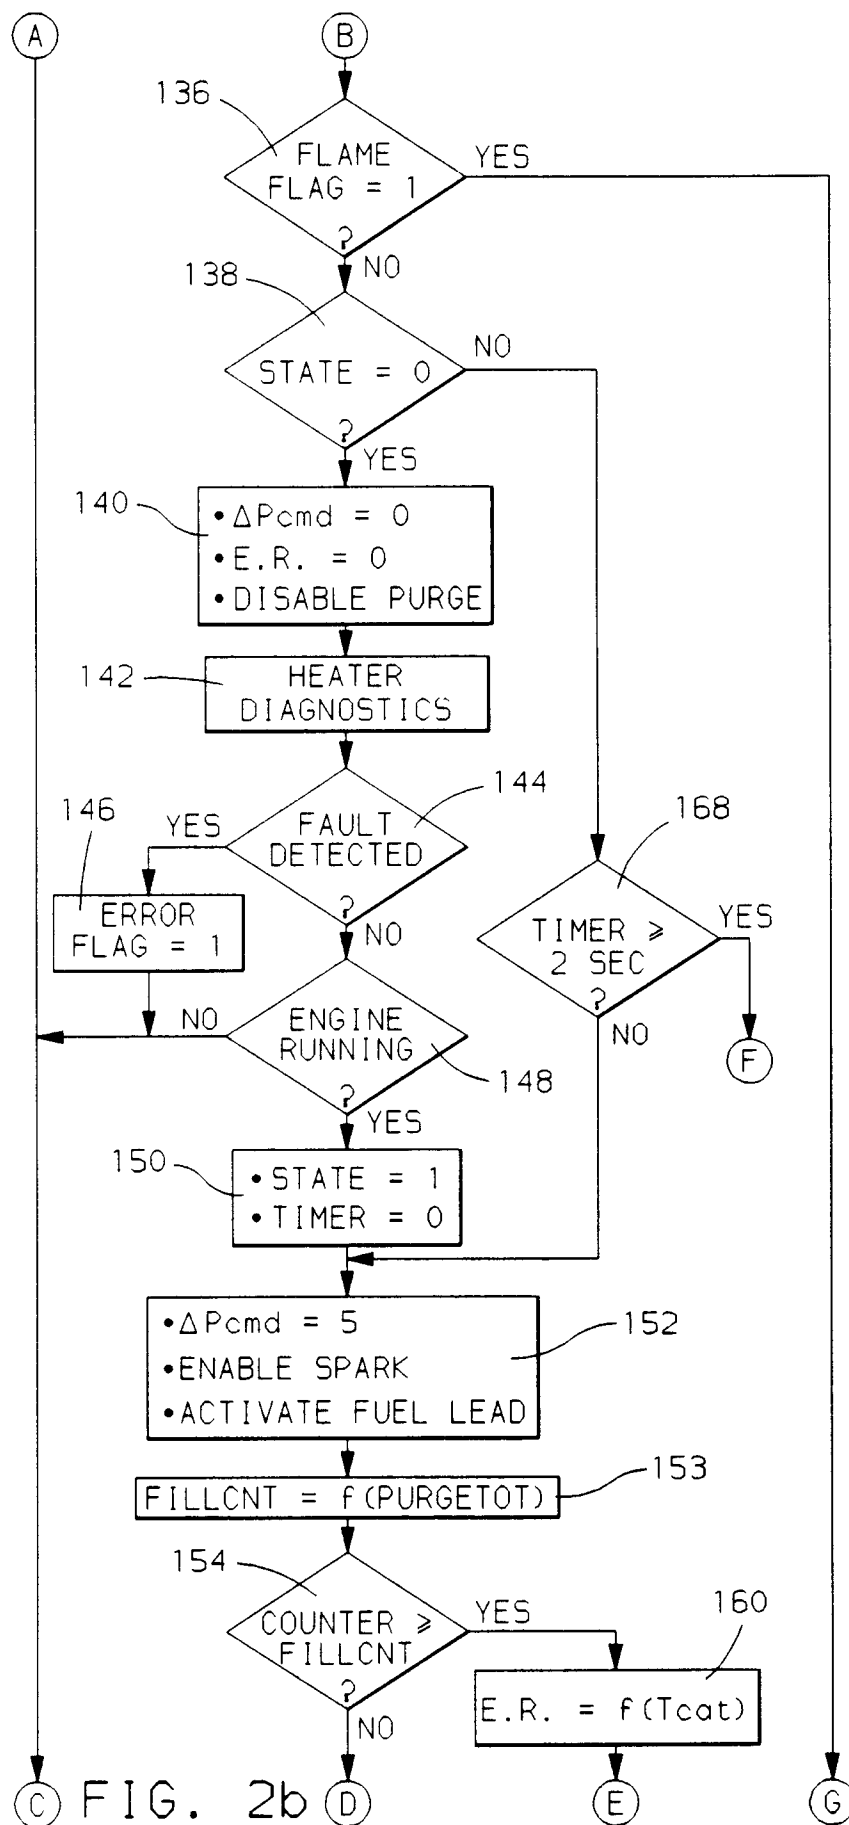 A
B
136
FLAME
FLAG = 1
?
YES
NO
138
STATE = 0
?
NO
YES
140
•ΔPcmd = 0
•E.R. = 0
•DISABLE PURGE
142
HEATER
DIAGNOSTICS
144
FAULT
DETECTED
?
YES
NO
146
ERROR
FLAG = 1
168
TIMER ⩾
2 SEC
?
YES
NO
F
ENGINE
RUNNING
?
NO
YES
148
150
•STATE = 1
•TIMER = 0
•ΔPcmd = 5
•ENABLE SPARK
•ACTIVATE FUEL LEAD
152
FILLCNT = f(PURGETOT)
153
154
COUNTER ⩾
FILLCNT
?
YES
NO
160
E.R. = f(Tcat)
C
FIG. 2b
D
E
G